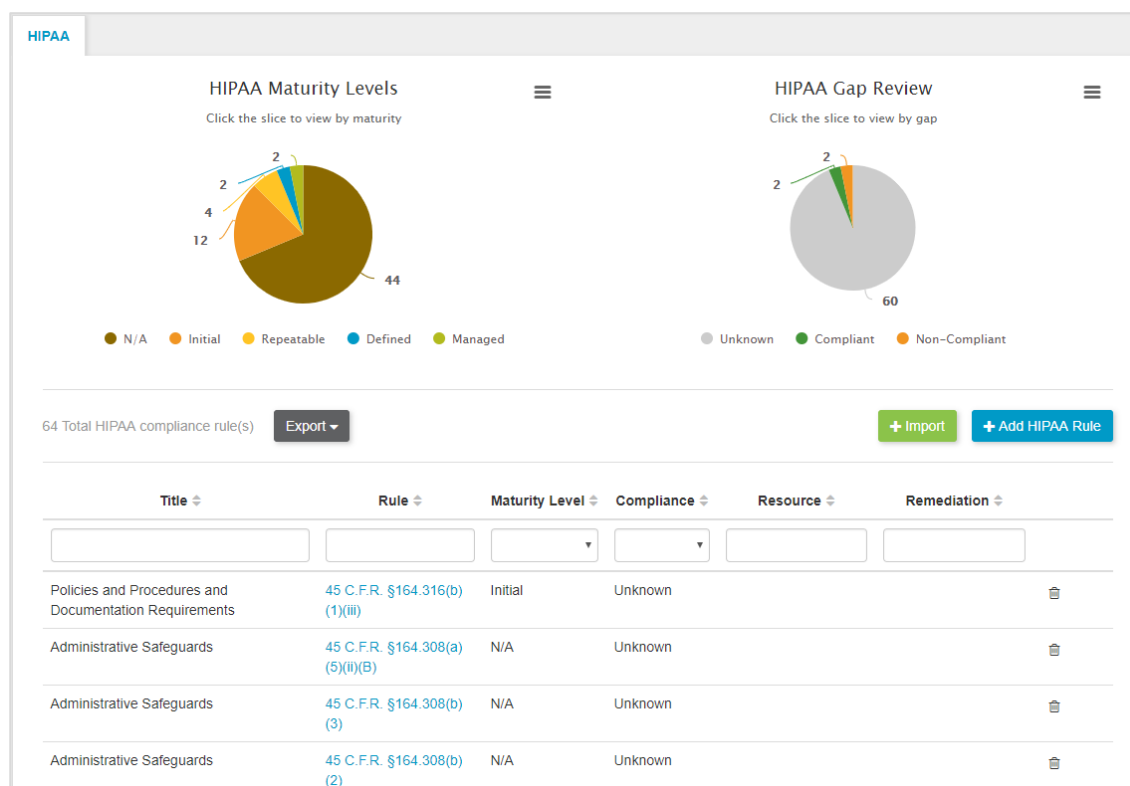 HIPAA
HIPAA Maturity Levels
Click the slice to view by maturity
2
2
4
12
44
N/A Initial Repeatable Defined Managed
HIPAA Gap Review
Click the slice to view by gap
2
2
60
Unknown Compliant Non-Compliant
64 Total HIPAA compliance rule(s) Export + Import + Add HIPAA Rule
Title Rule Maturity Level Compliance Resource Remediation
Policies and Procedures and 45 C.F.R. §164.316(b) Initial Unknown
Documentation Requirements (1)(iii)
Administrative Safeguards 45 C.F.R. §164.308(a) N/A Unknown
(5)(ii)(B)
Administrative Safeguards 45 C.F.R. §164.308(b) N/A Unknown
(3)
Administrative Safeguards 45 C.F.R. §164.308(b) N/A Unknown
(2)